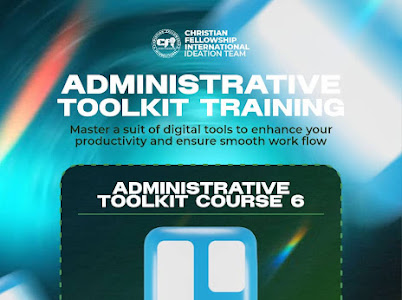 CHRISTIAN
FELLOWSHIP
INTERNATIONAL
IDEATION TEAM
ADMINISTRATIVE
TOOLKIT TRAINING
Master a suit of digital tools to enhance your
productivity and ensure smooth work flow
ADMINISTRATIVE
TOOLKIT COURSE 6